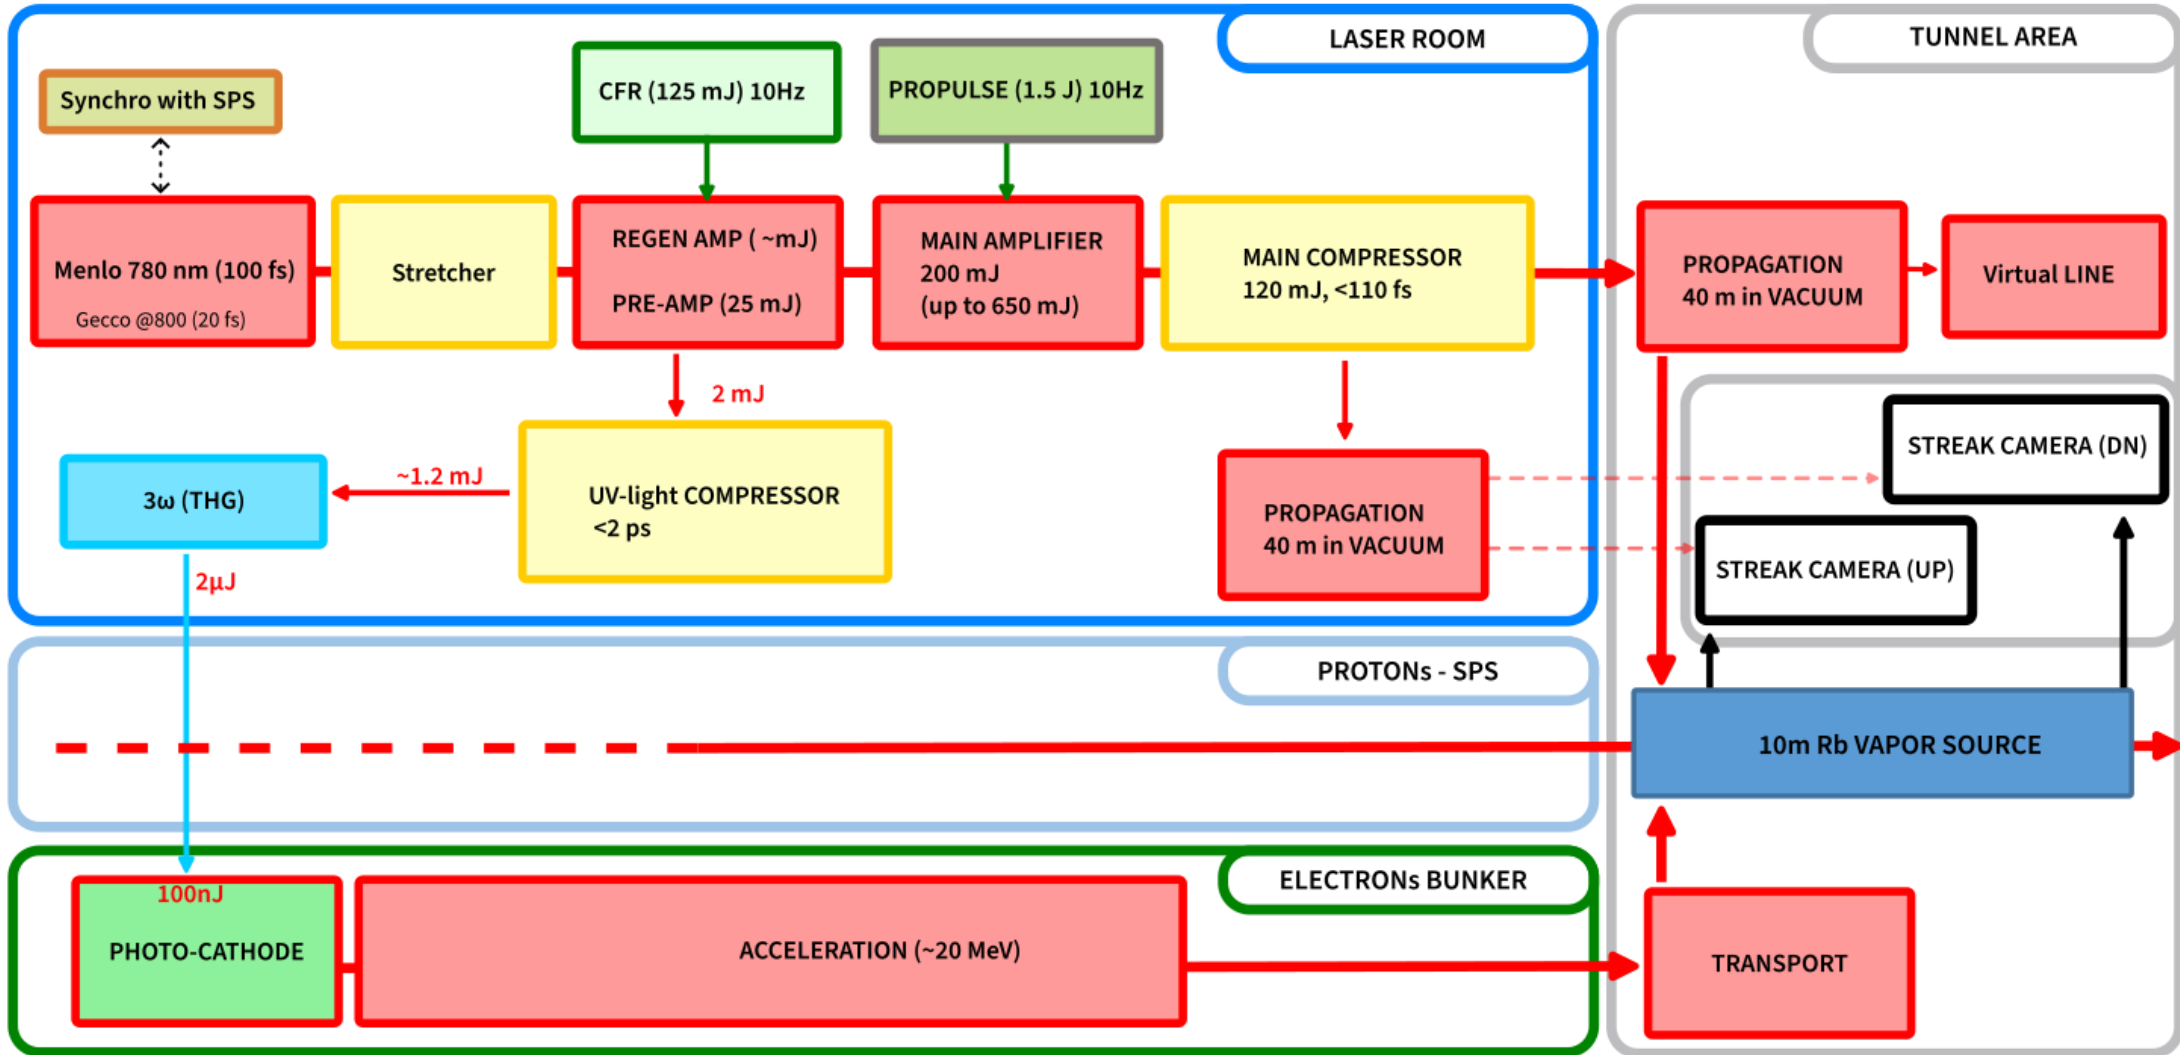 LASER ROOM
TUNNEL AREA
Synchro with SPS
CFR (125 mJ) 10Hz
PROPULSE (1.5 J) 10Hz
Menlo 780 nm (100 fs)
Gecco @800 (20 fs)
Stretcher
REGEN AMP ( ~mJ)
PRE-AMP (25 mJ)
MAIN AMPLIFIER
200 mJ
(up to 650 mJ)
MAIN COMPRESSOR
120 mJ, <110 fs
PROPAGATION
40 m in VACUUM
Virtual LINE
2 mJ
3ω (THG)
~1.2 mJ
UV-light COMPRESSOR
<2 ps
PROPAGATION
40 m in VACUUM
STREAK CAMERA (DN)
STREAK CAMERA (UP)
2µJ
PROTONs - SPS
10m Rb VAPOR SOURCE
ELECTRONs BUNKER
100nJ
PHOTO-CATHODE
ACCELERATION (~20 MeV)
TRANSPORT